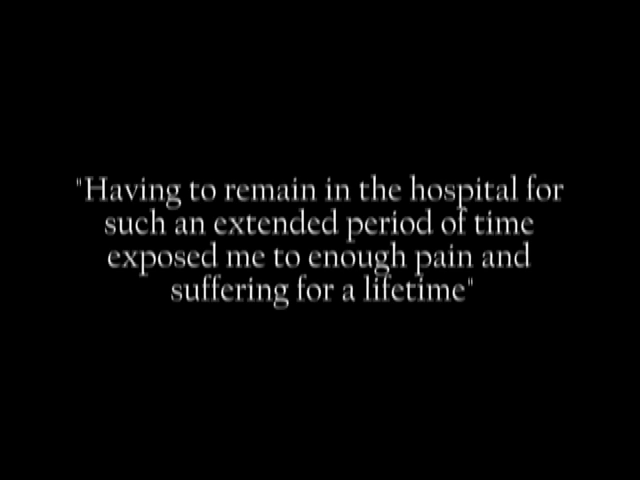 "Having to remain in the hospital for
such an extended period of time
exposed me to enough pain and
suffering for a lifetime"